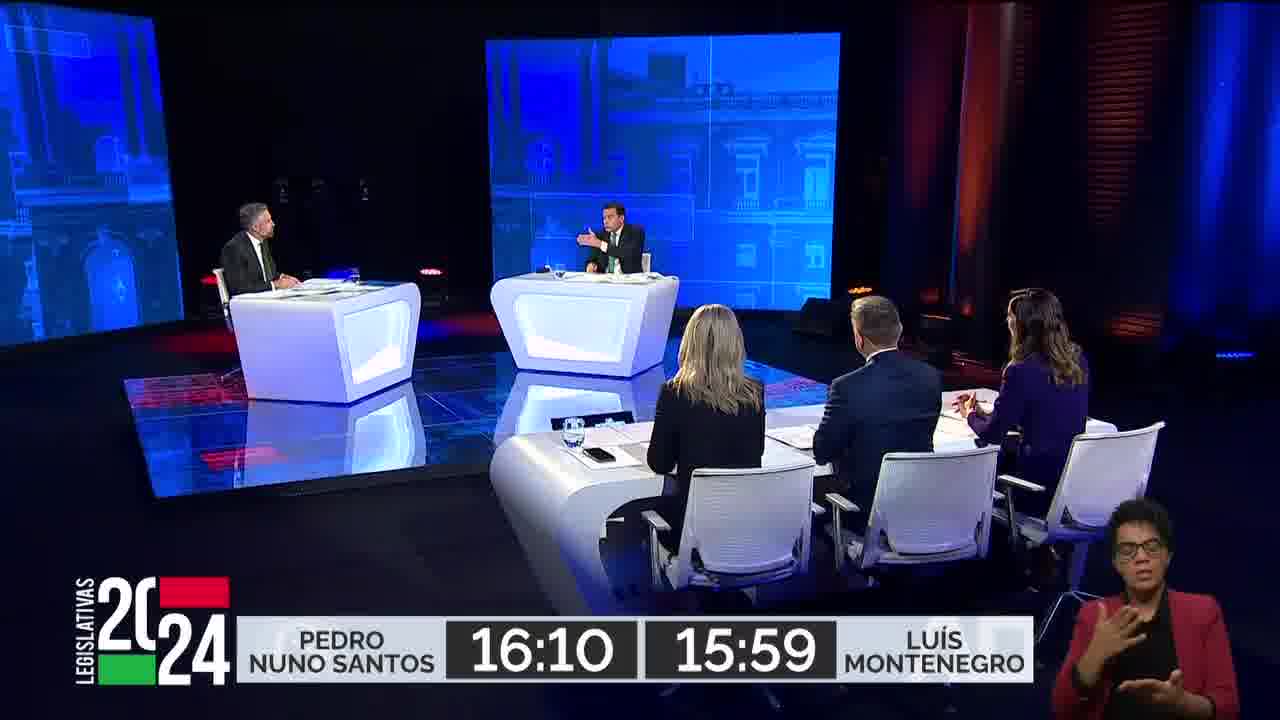 LEGISLATIVAS
2024
PEDRO
NUNO SANTOS
16:10
15:59
LUÍS
MONTENEGRO